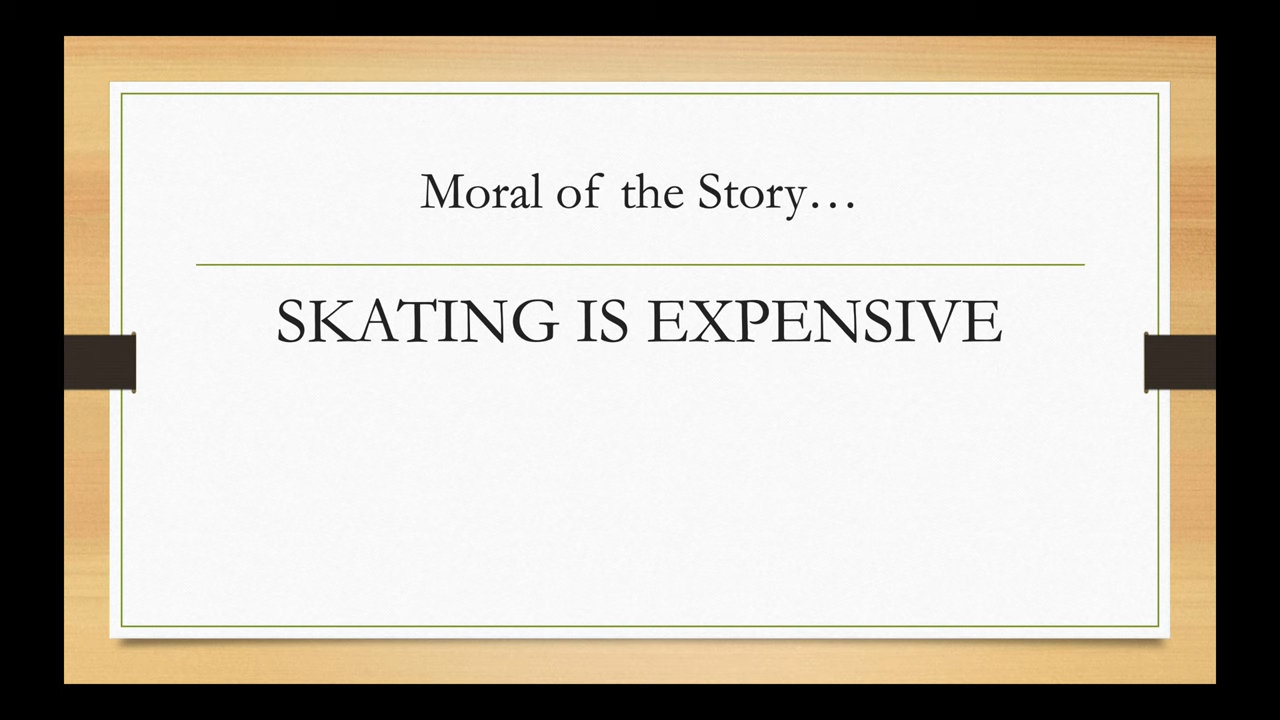 Moral of the Story…
SKATING IS EXPENSIVE